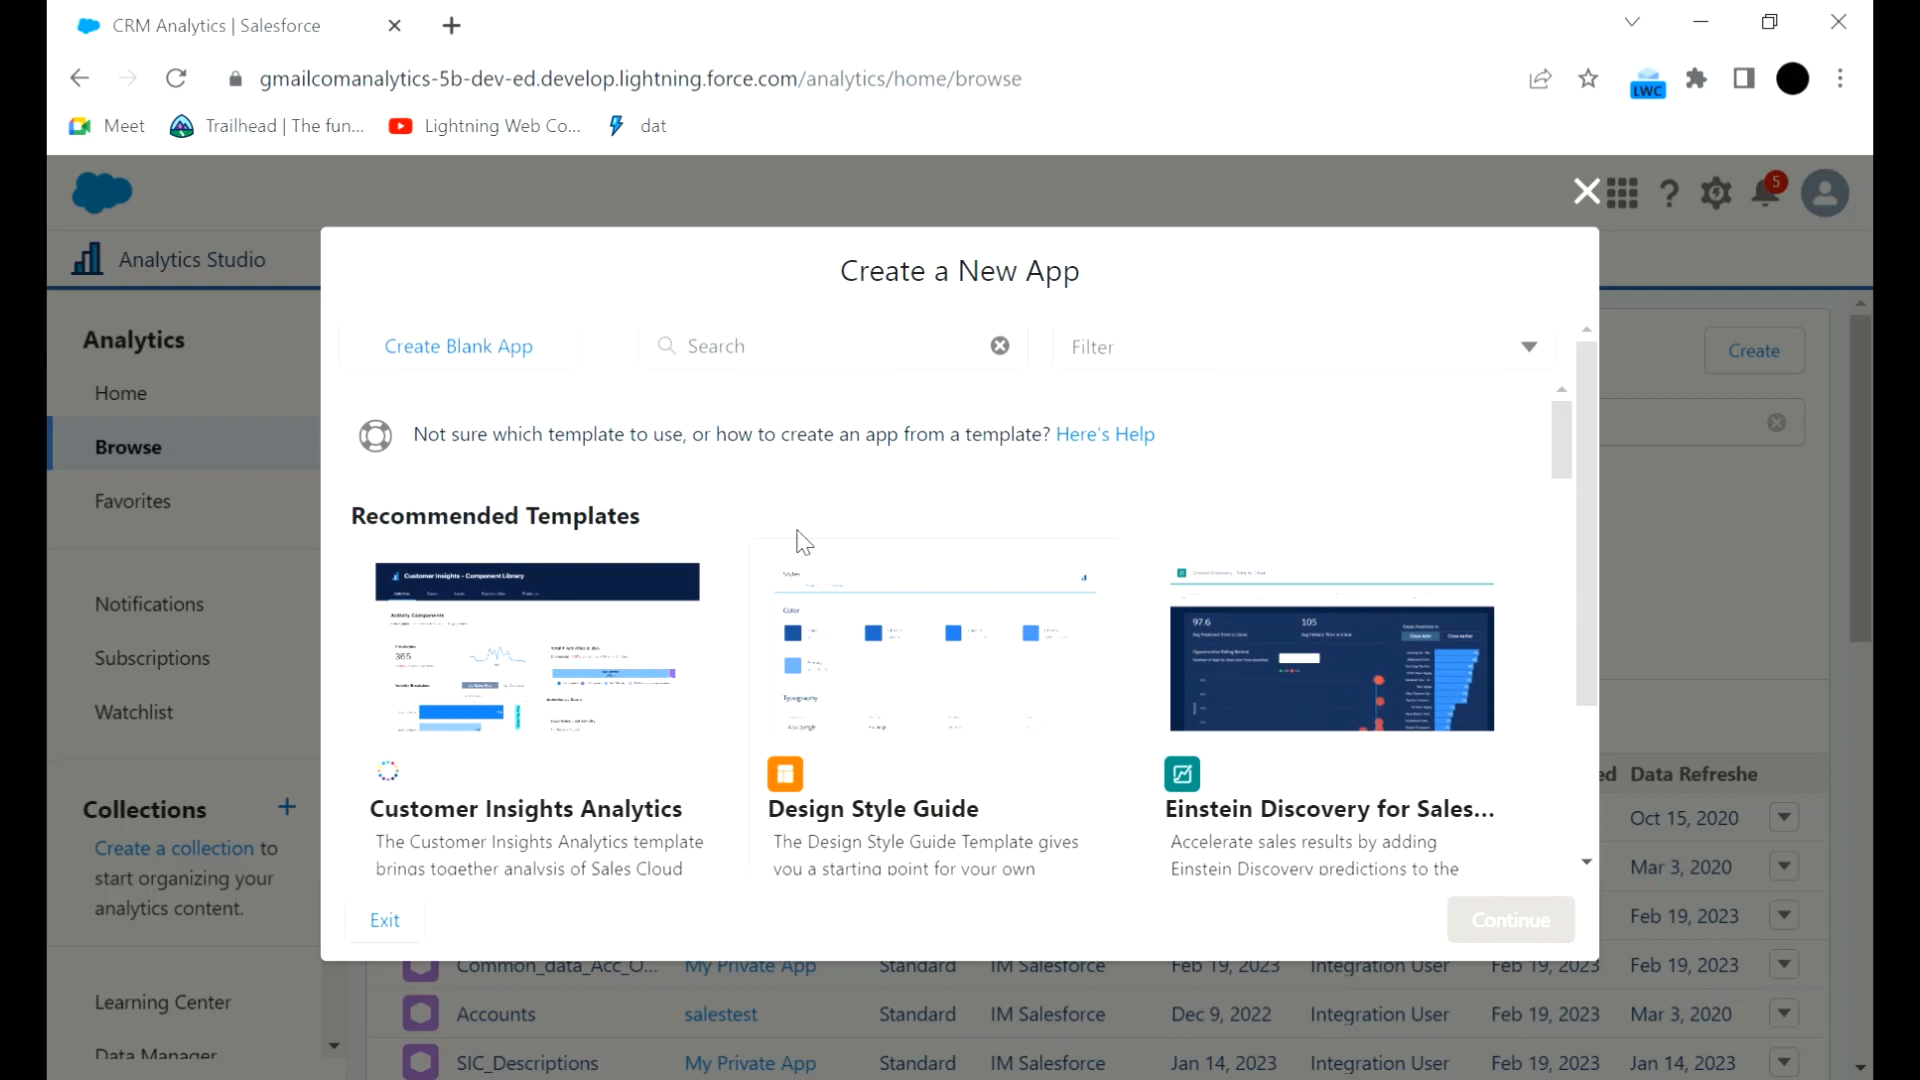 CRM Analytics | Salesforce
gmailcomanalytics-5b-dev-ed.develop.lightning.force.com/analytics/home/browse
LWC
Meet
Trailhead | The fun...
Lightning Web Co...
dat
5
Analytics Studio
Create a New App
Analytics
Home
Browse
Favorites
Notifications
Subscriptions
Watchlist
Collections
Create a collection to
start organizing your
analytics content.
Learning Center
Data Manager
Create Blank App
Search
Filter
Create
Not sure which template to use, or how to create an app from a template? Here's Help
Recommended Templates
Customer Insights - Component Library
Activity Components
365
Styles
Color
Typography
97.6
105
Customer Insights Analytics
The Customer Insights Analytics template
brings together analysis of Sales Cloud
Design Style Guide
The Design Style Guide Template gives
you a starting point for your own
Einstein Discovery for Sales...
Accelerate sales results by adding
Einstein Discovery predictions to the
Exit
Continue
ed Data Refreshe
Oct 15, 2020
Mar 3, 2020
Feb 19, 2023
Common_data_Acc_O... My Private App Standard IM Salesforce Feb 19, 2023 Integration User Feb 19, 2023 Feb 19, 2023
Accounts salestest Standard IM Salesforce Dec 9, 2022 Integration User Feb 19, 2023 Mar 3, 2020
SIC_Descriptions My Private App Standard IM Salesforce Jan 14, 2023 Integration User Feb 19, 2023 Jan 14, 2023